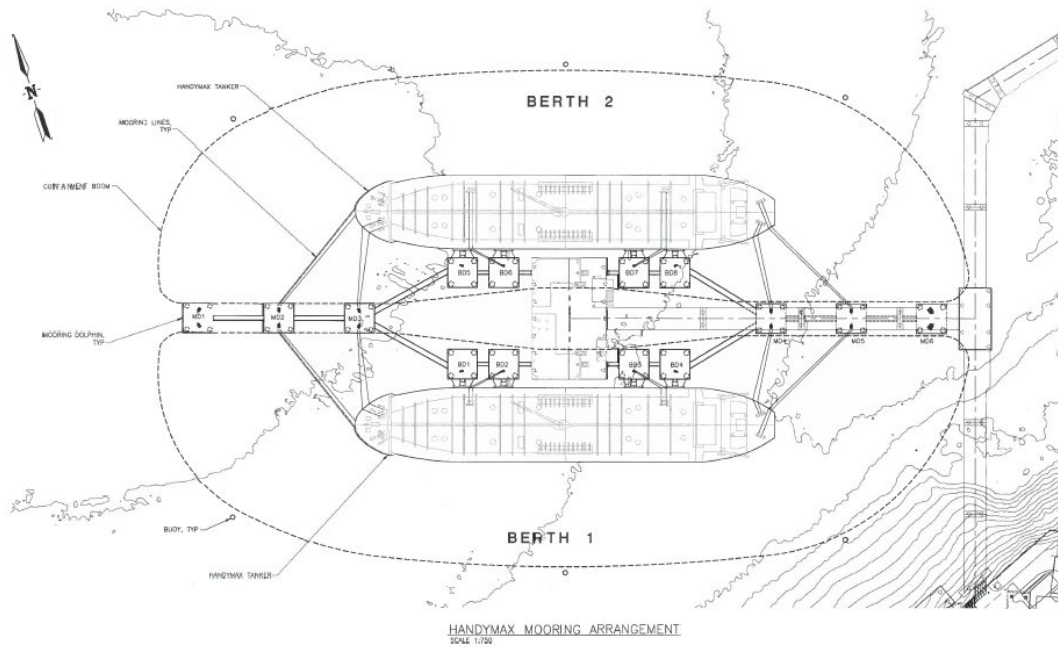 HANDYMAX TANKER
BERTH 2
MOORING LINES,
TYP
N
CONTAINMENT BOOM
BD5
BD6
BD7
BD8
MD1
MD2
MD3
MD4
MD5
MD6
MOORING DOLPHIN,
TYP
BD1
BD2
BD4
BUOY, TYP
BERTH 1
HANDYMAX TANKER
HANDYMAX MOORING ARRANGEMENT
SCALE 1:750